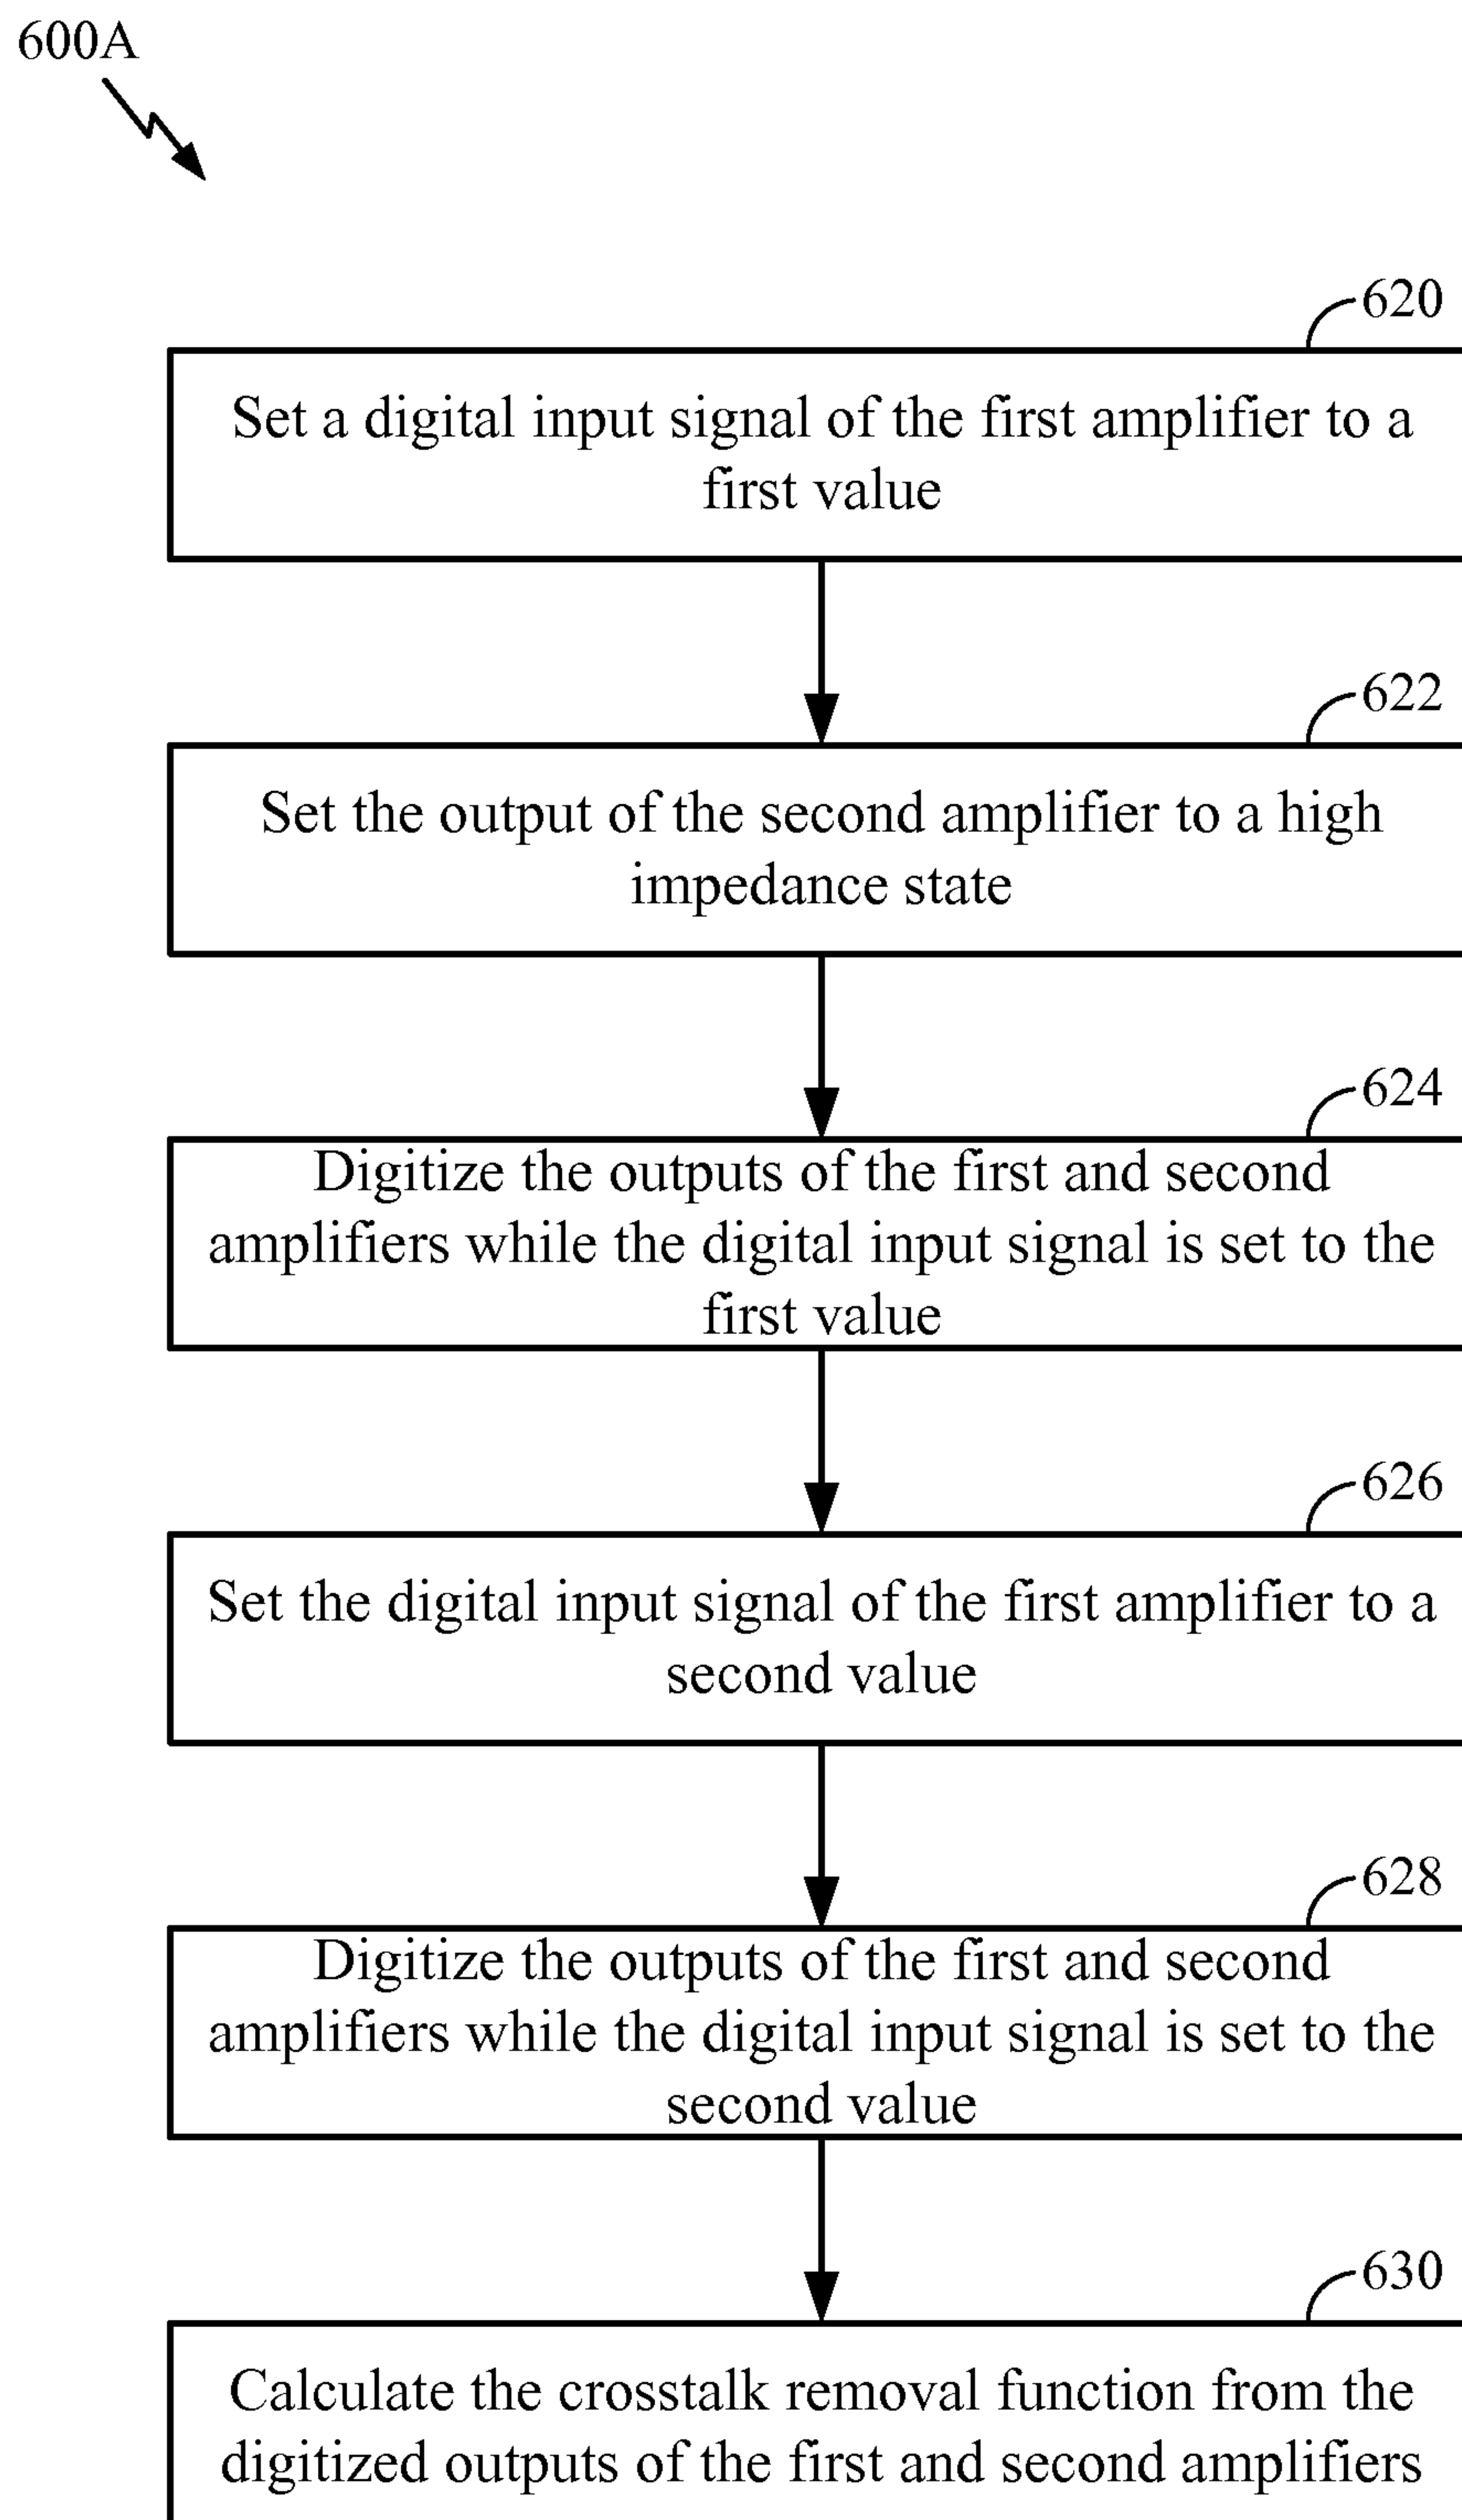 600A
620
Set a digital input signal of the first amplifier to a
first value
622
Set the output of the second amplifier to a high
impedance state
624
Digitize the outputs of the first and second
amplifiers while the digital input signal is set to the
first value
626
Set the digital input signal of the first amplifier to a
second value
628
Digitize the outputs of the first and second
amplifiers while the digital input signal is set to the
second value
630
Calculate the crosstalk removal function from the
digitized outputs of the first and second amplifiers